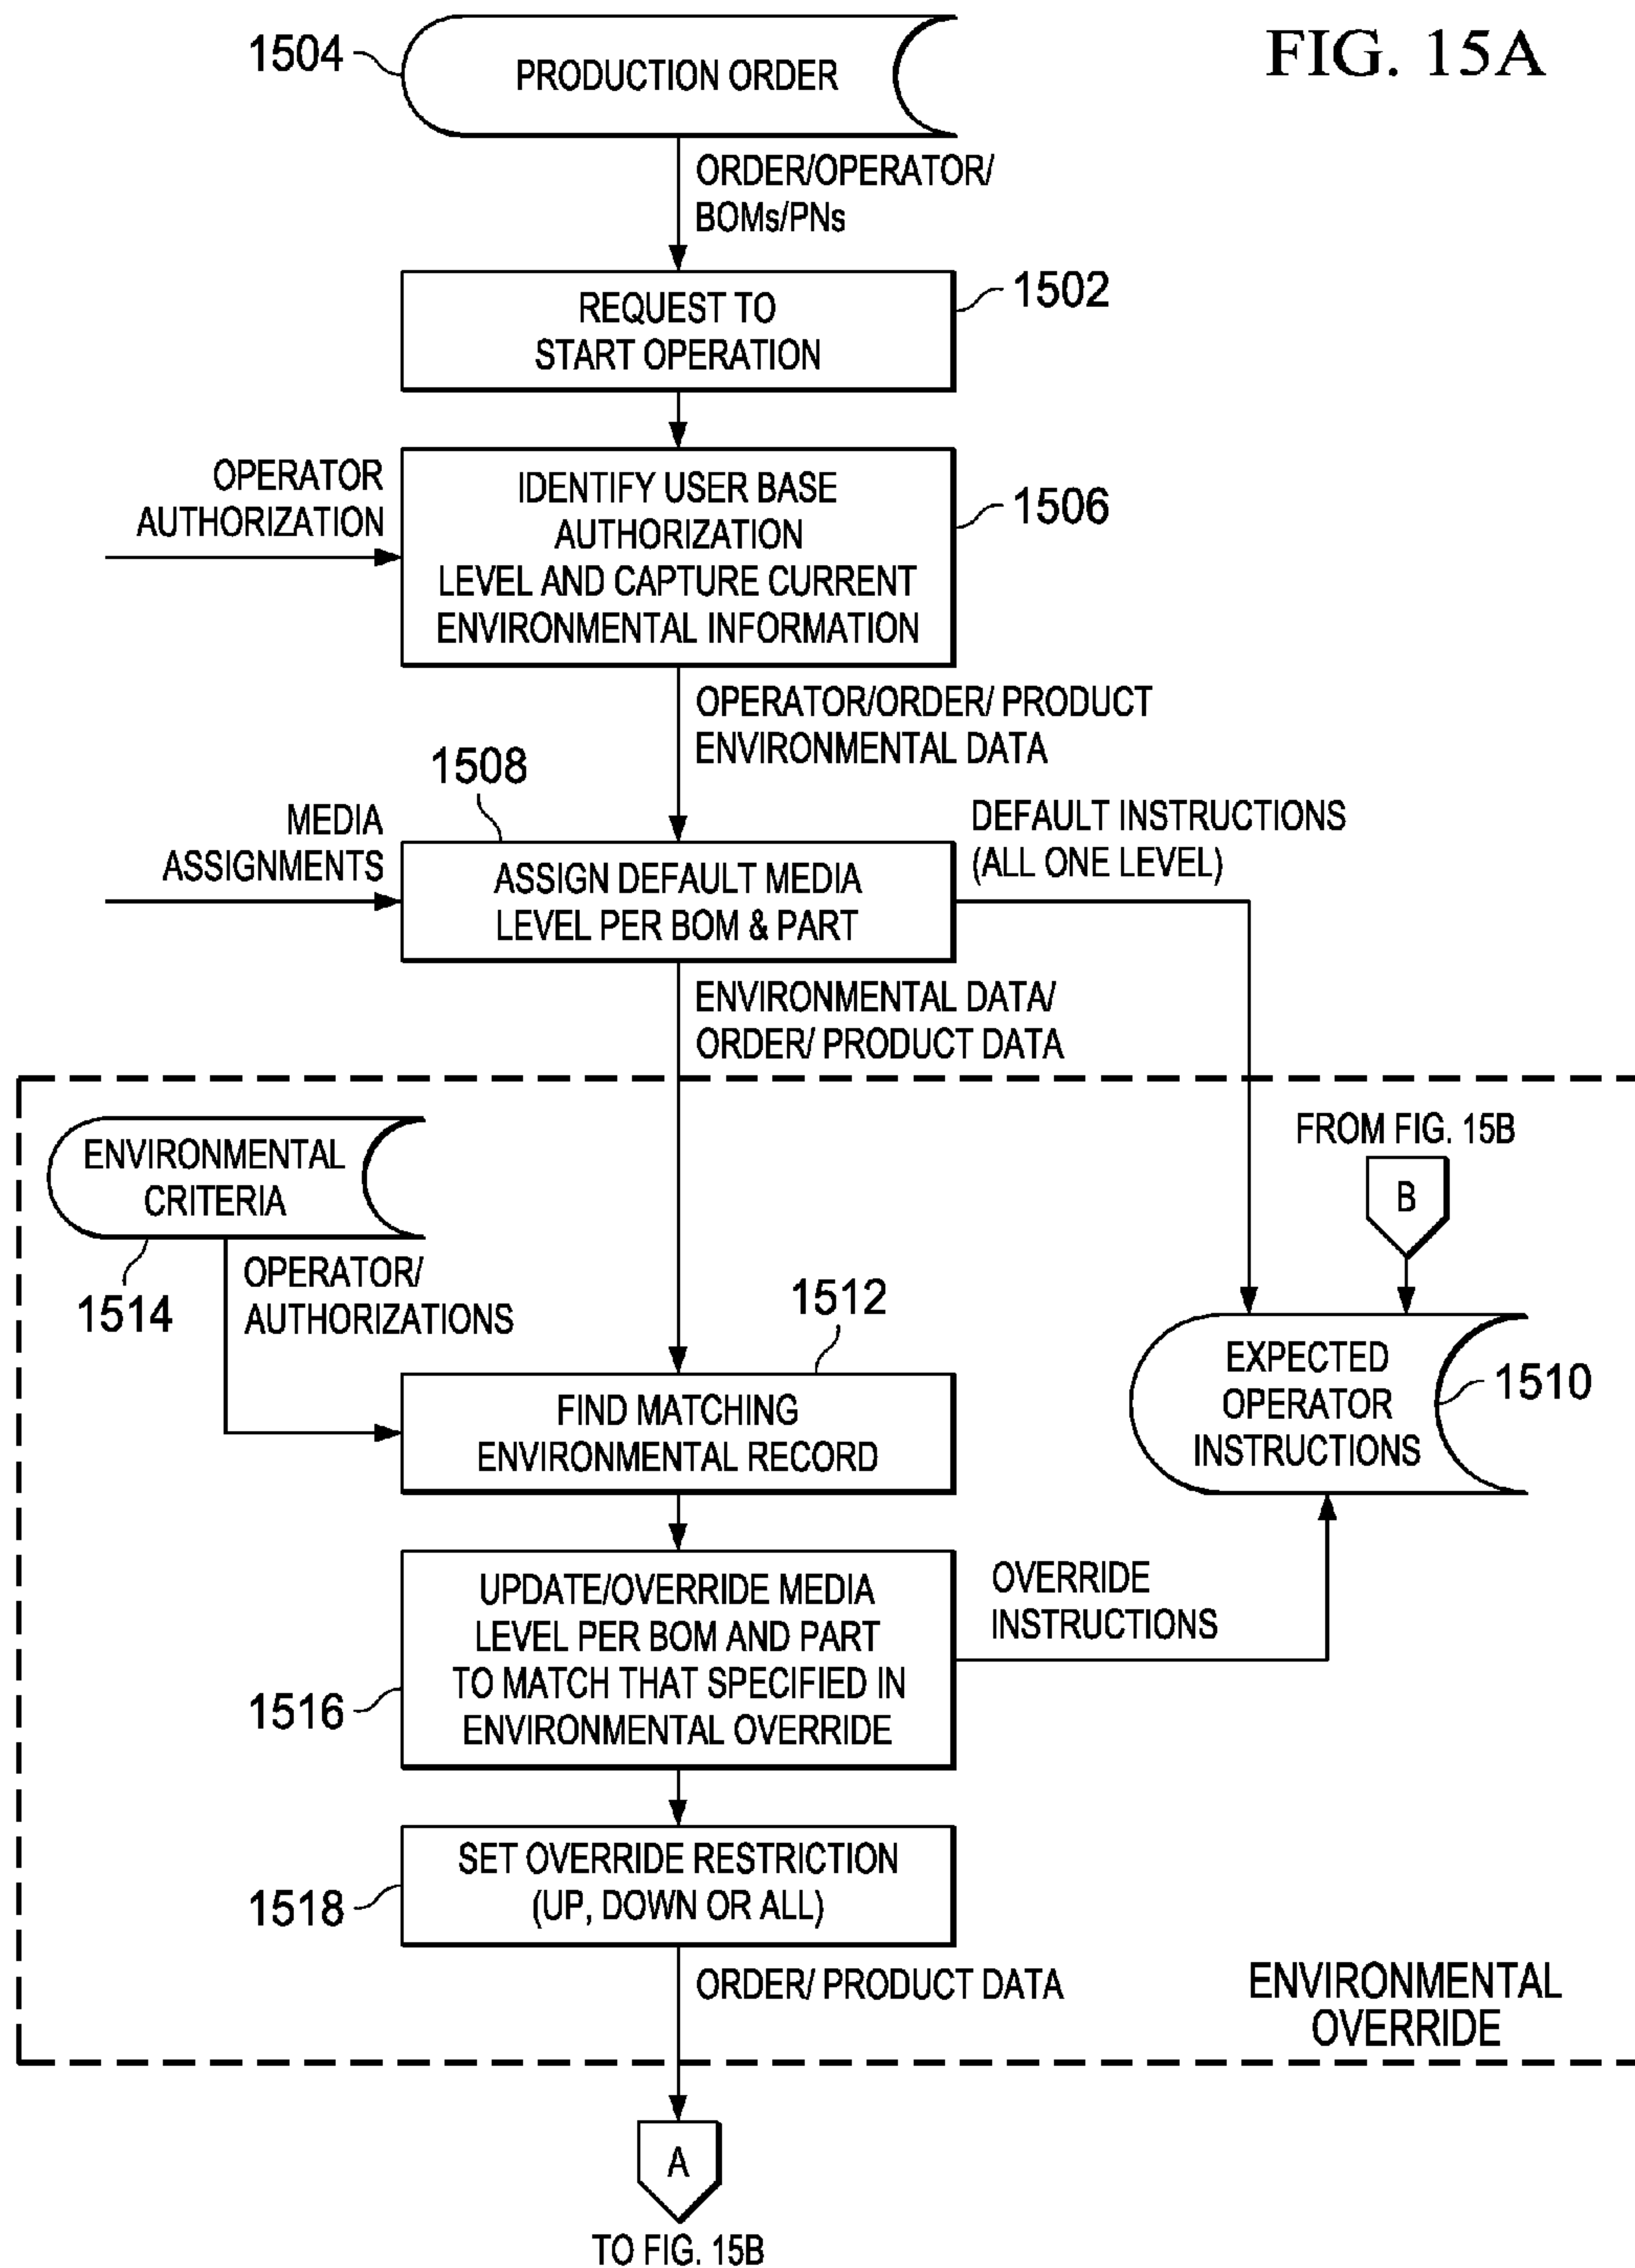 FIG. 15A
1504
PRODUCTION ORDER
ORDER/OPERATOR/
BOMs/PNs
REQUEST TO
START OPERATION
1502
OPERATOR
AUTHORIZATION
IDENTIFY USER BASE
AUTHORIZATION
LEVEL AND CAPTURE CURRENT
ENVIRONMENTAL INFORMATION
1506
OPERATOR/ORDER/ PRODUCT
ENVIRONMENTAL DATA
1508
MEDIA
ASSIGNMENTS
ASSIGN DEFAULT MEDIA
LEVEL PER BOM & PART
DEFAULT INSTRUCTIONS
(ALL ONE LEVEL)
ENVIRONMENTAL DATA/
ORDER/ PRODUCT DATA
ENVIRONMENTAL
CRITERIA
1514
OPERATOR/
AUTHORIZATIONS
FROM FIG. 15B
B
1512
FIND MATCHING
ENVIRONMENTAL RECORD
EXPECTED
OPERATOR
INSTRUCTIONS
1510
UPDATE/OVERRIDE MEDIA
LEVEL PER BOM AND PART
TO MATCH THAT SPECIFIED IN
ENVIRONMENTAL OVERRIDE
1516
OVERRIDE
INSTRUCTIONS
SET OVERRIDE RESTRICTION
(UP, DOWN OR ALL)
1518
ORDER/ PRODUCT DATA
ENVIRONMENTAL
OVERRIDE
A
TO FIG. 15B